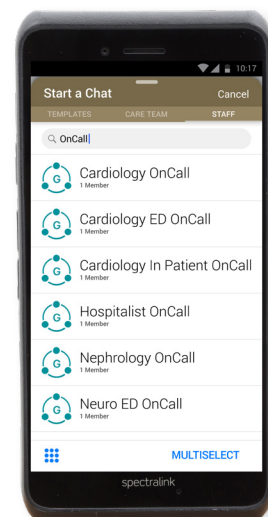 10:17
Start a Chat Cancel
TEMPLATES CARE TEAM STAFF
OnCall
G Cardiology OnCall
1 Member
G Cardiology ED OnCall
1 Member
G Cardiology In Patient OnCall
1 Member
G Hospitalist OnCall
1 Member
G Nephrology OnCall
1 Member
G Neuro ED OnCall
1 Member
MULTISELECT
spectralink